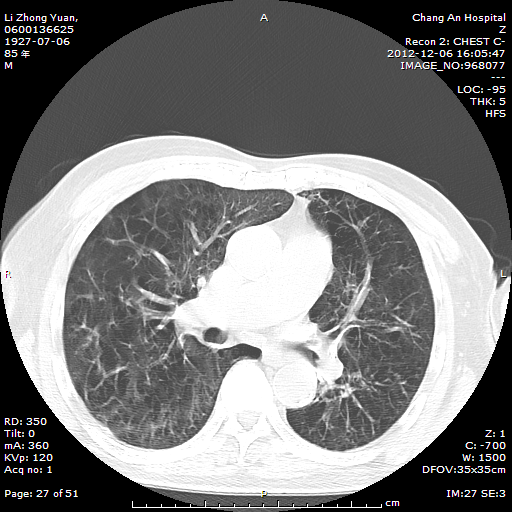 Li Zhong Yuan,
0600136625
1927-07-06
85 年
M
A
Chang An Hospital
Z
Recon 2: CHEST C-
2012-12-06 16:05:47
IMAGE_NO:968077
---
LOC: -95
THK: 5
HFS
R
L
RD: 350
Tilt: 0
mA: 360
KVp: 120
Acq no: 1
Page: 27 of 51
P
cm
Z: 1
C: -700
W: 1500
DFOV:35x35cm
IM:27 SE:3